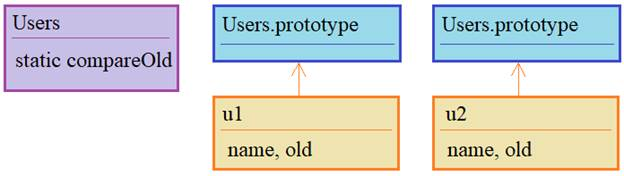 Users
static compareOld
Users.prototype
u1
name, old
Users.prototype
u2
name, old